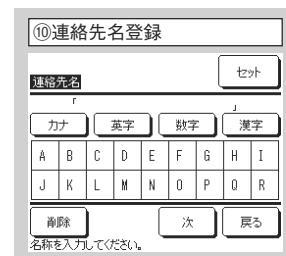 ⑩連絡先名登録
セット
連絡先名
「 」
カナ 英字 数字 漢字
A B C D E F G H I
J K L M N O P Q R
削除 次 戻る
名称を入力してください。